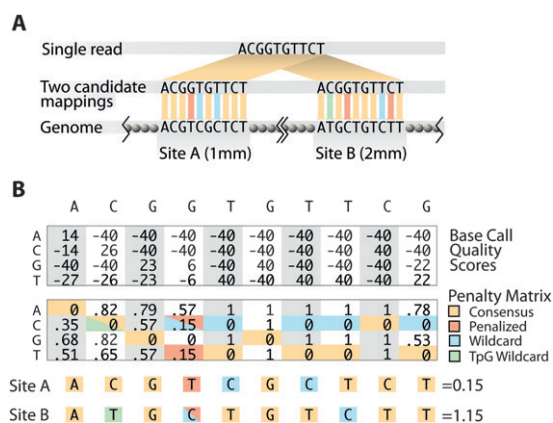 A
Single read ACGGTGTTCT
Two candidate mappings ACGGTGTTCT ACGGTGTTCT
Genome ACGTCGCTCT ATGCTGTCTT
Site A (1mm) Site B (2mm)
B
A C G G T G T T C G
A 14 -40 -40 -40 -40 -40 -40 -40 -40 -40 Base Call
C -14 26 -40 -40 -40 -40 -40 -40 -40 -40 Quality
G -40 -40 23 6 -40 40 -40 -40 -40 -22 Scores
T -27 -26 -23 -6 40 -40 40 40 -40 22
Penalty Matrix
A 0 .82 .79 .57 1 1 1 1 1 .78 Consensus
C .35 0 .57 .15 0 1 0 0 0 1 Penalized
G .68 .82 0 0 1 0 1 1 1 .53 Wildcard
T .51 .65 .57 .15 0 1 0 0 1 0 TpG Wildcard
Site A A C G T C G C T C T =0.15
Site B A T G C T G T C T T =1.15